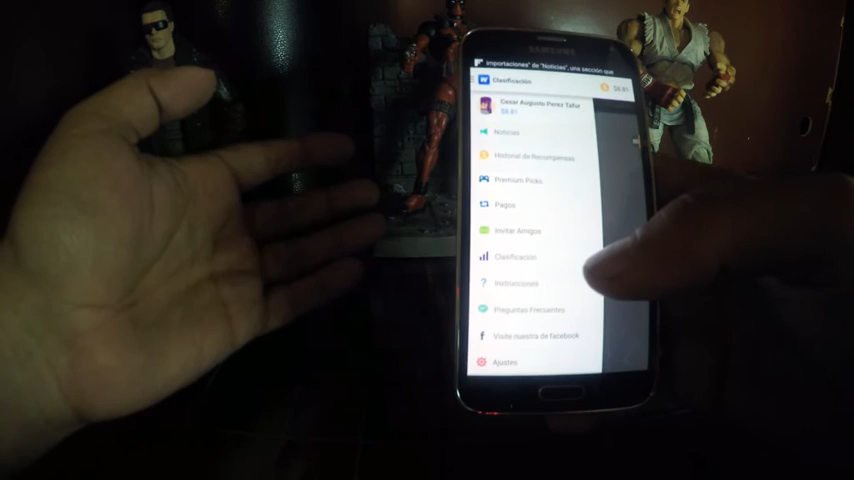 SAMSUNG
Importaciones" de "Noticias", una sección que
Clasificación $8.81
Cesar Augusto Perez Tafur
$8.81
Noticias
Historial de Recompensas
Premium Picks
Pagos
Invitar Amigos
Clasificación
Instrucciones
Preguntas Frecuentes
Visite nuestra de facebook
Ajustes